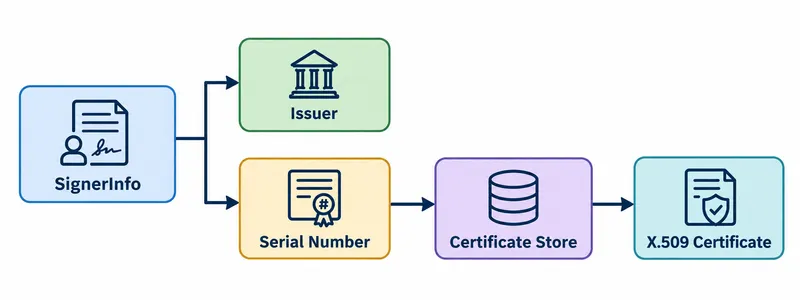 SignerInfo
Issuer
Serial Number
#
Certificate Store
X.509 Certificate